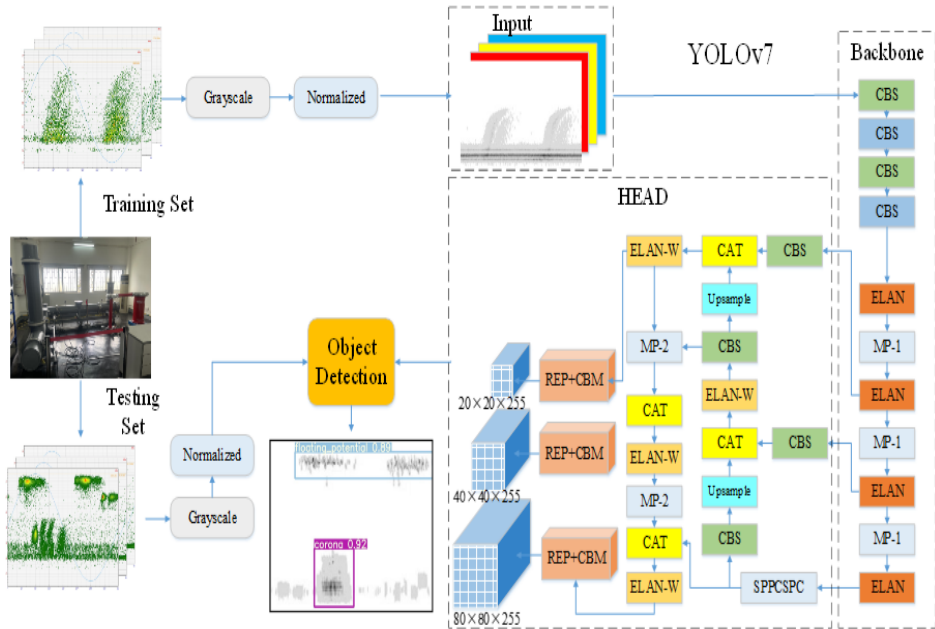 Input
YOLOv7
Backbone
Grayscale
Normalized
CBS
CBS
CBS
CBS
Training Set
HEAD
ELAN-W
CAT
CBS
Upsample
ELAN
MP-2
CBS
MP-1
Object
Detection
REP+CBM
20×20×255
ELAN-W
ELAN
CAT
Testing
Set
floating_potential 0.89
REP+CBM
ELAN-W
CAT
CBS
MP-1
Normalized
40×40×255
MP-2
Upsample
ELAN
Grayscale
corona 0.92
REP+CBM
CAT
CBS
MP-1
ELAN-W
SPPCSPC
ELAN
80×80×255